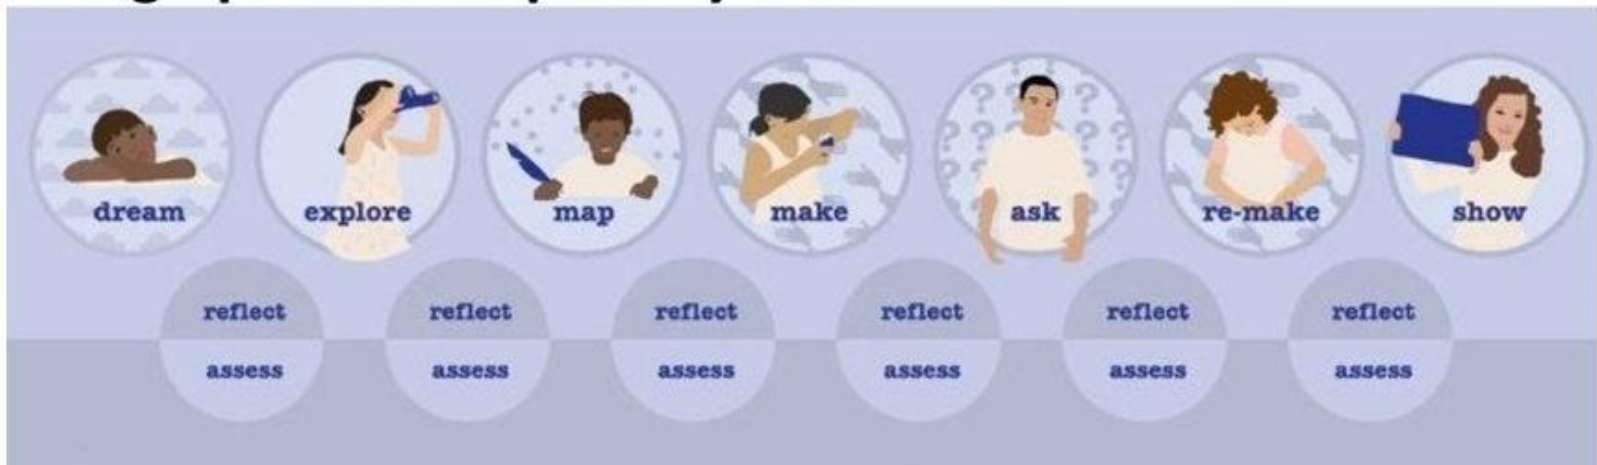 dream explore map make ask re-make show
reflect reflect reflect reflect reflect reflect
assess assess assess assess assess assess